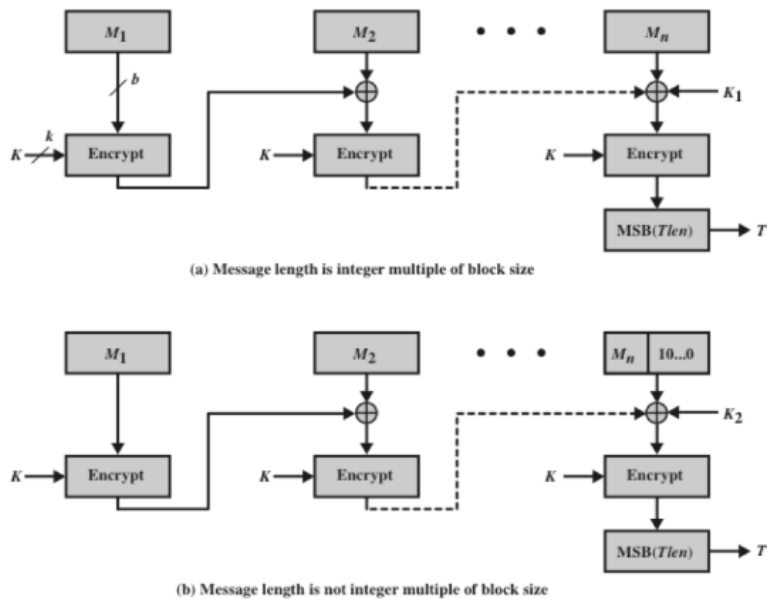 M1 M2 • • • Mn
b
K1
k
K Encrypt K Encrypt K Encrypt
MSB(Tlen) T
(a) Message length is integer multiple of block size
M1 M2 • • • Mn 10...0
K2
K Encrypt K Encrypt K Encrypt
MSB(Tlen) T
(b) Message length is not integer multiple of block size